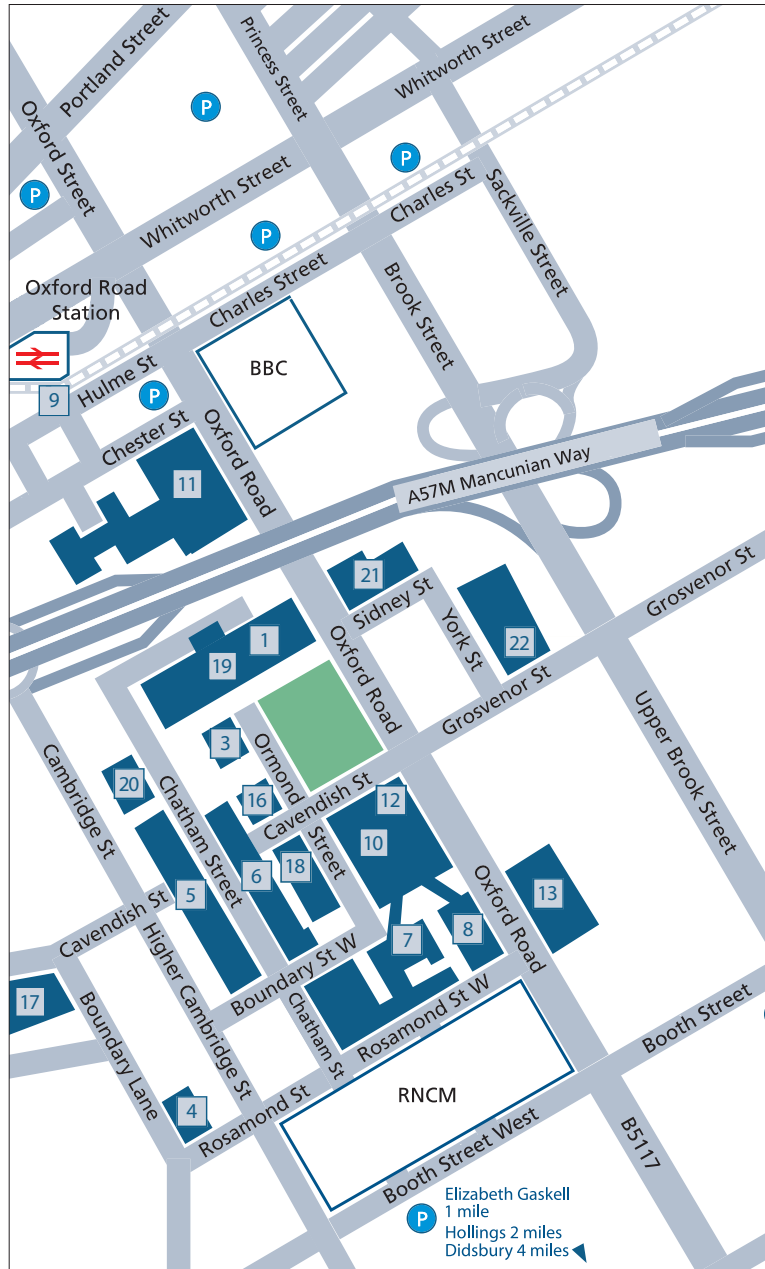 Portland Street
Princess Street
Whitworth Street
Oxford Street
P
P
P
Whitworth Street
Charles St
Sackville Street
P
Oxford Road
Station
Charles Street
Brook Street
BBC
Hulme St
9
P
Chester St
Oxford Road
A57M Mancunian Way
11
21
Sidney St
Grosvenor St
1
19
Oxford Road
York St
22
Grosvenor St
Upper Brook Street
3
Ormond
Street
Cambridge St
20
Chatham Street
16
Cavendish St
12
10
18
6
5
Cavendish St
Oxford Road
13
7
8
Higher Cambridge St
Boundary St W
17
Boundary Lane
Chatham St
Rosamond St W
Booth Street
4
Rosamond St
RNCM
Booth Street West
B5117
P
Elizabeth Gaskell
1 mile
Hollings 2 miles
Didsbury 4 miles